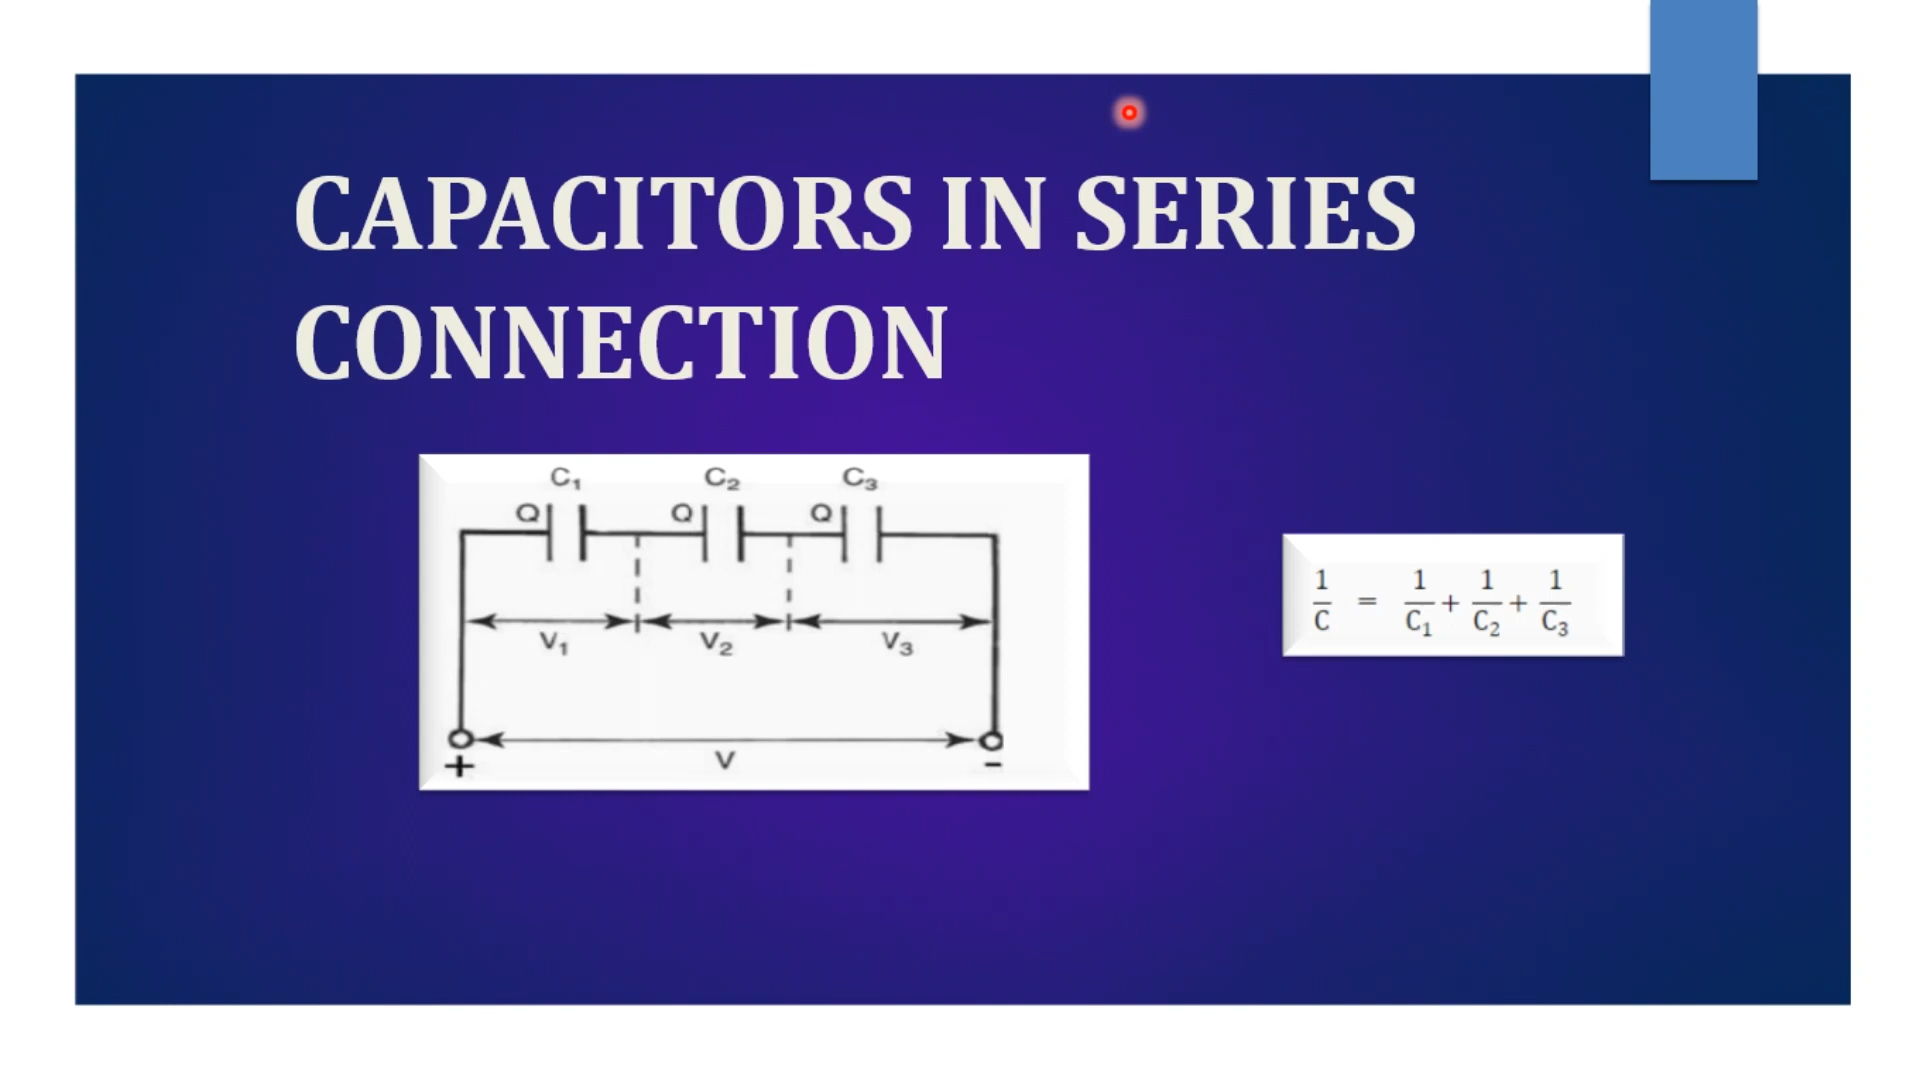 CAPACITORS IN SERIES
CONNECTION
C₁ C₂ C₃
Q Q Q
V₁ V₂ V₃
V
+ -
1/C = 1/C₁ + 1/C₂ + 1/C₃